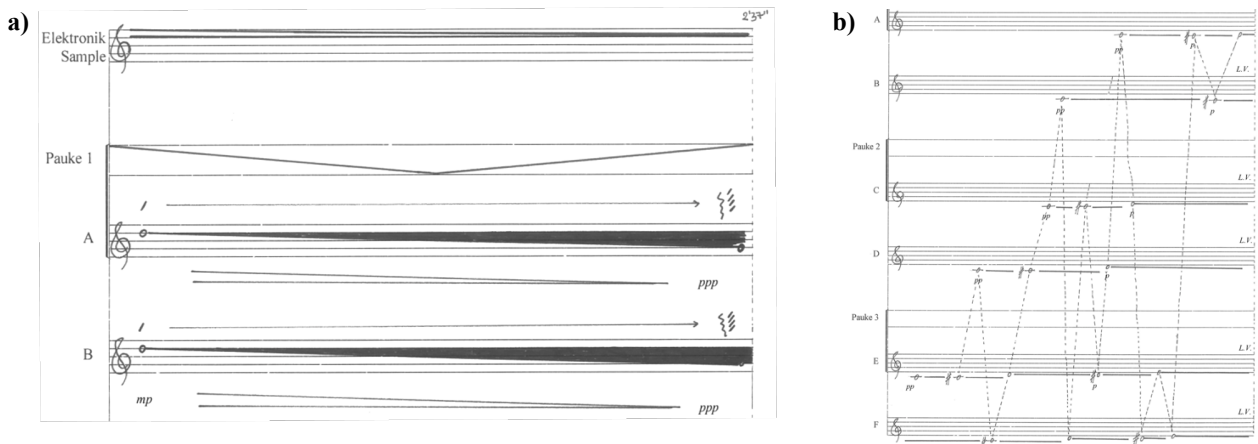 a)
2'37"
Elektronik
Sample
Pauke 1
A
ppp
B
mp
ppp
b)
A
pp
p
B
L.V.
pp
p
Pauke 2
C
L.V.
pp
p
D
L.V.
pp
p
Pauke 3
E
L.V.
pp
p
F
L.V.